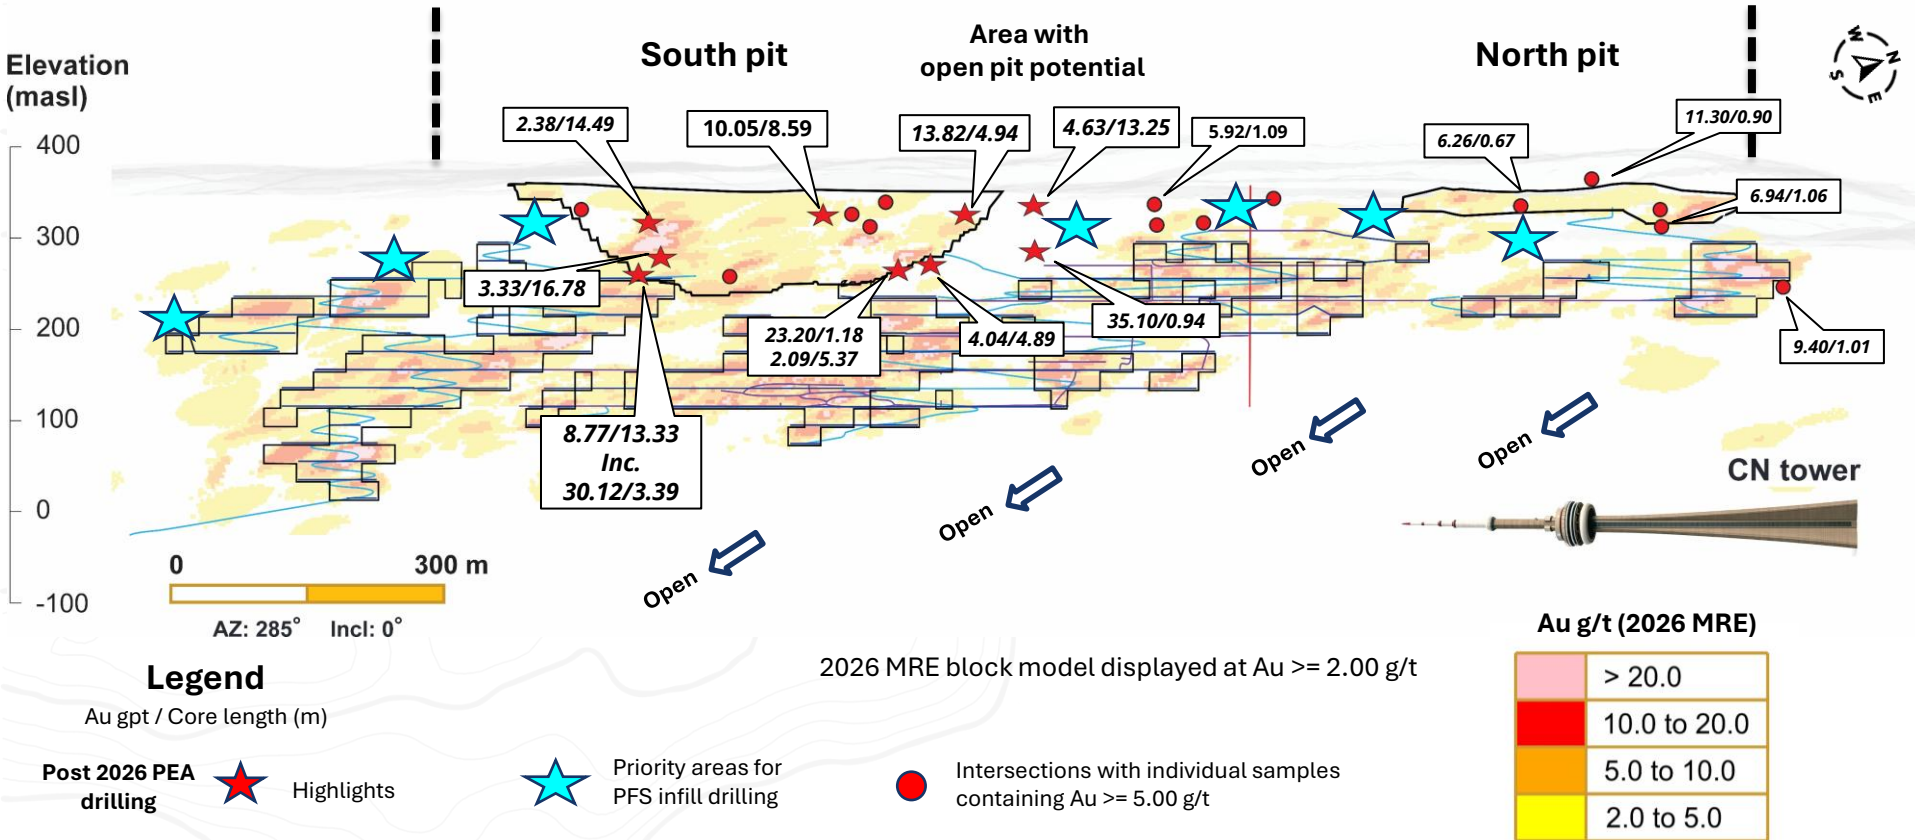 South pit
Area with
open pit potential
North pit
W
N
S
E
Elevation
(masl)
400
300
200
100
0
-100
2.38/14.49
10.05/8.59
13.82/4.94
4.63/13.25
5.92/1.09
6.26/0.67
11.30/0.90
6.94/1.06
3.33/16.78
23.20/1.18
2.09/5.37
4.04/4.89
35.10/0.94
9.40/1.01
8.77/13.33
Inc.
30.12/3.39
Open
Open
Open
Open
CN tower
0 300 m
AZ: 285° Incl: 0°
Legend
Au gpt / Core length (m)
Post 2026 PEA
drilling
Highlights
Priority areas for
PFS infill drilling
Intersections with individual samples
containing Au >= 5.00 g/t
2026 MRE block model displayed at Au >= 2.00 g/t
Au g/t (2026 MRE)
> 20.0
10.0 to 20.0
5.0 to 10.0
2.0 to 5.0